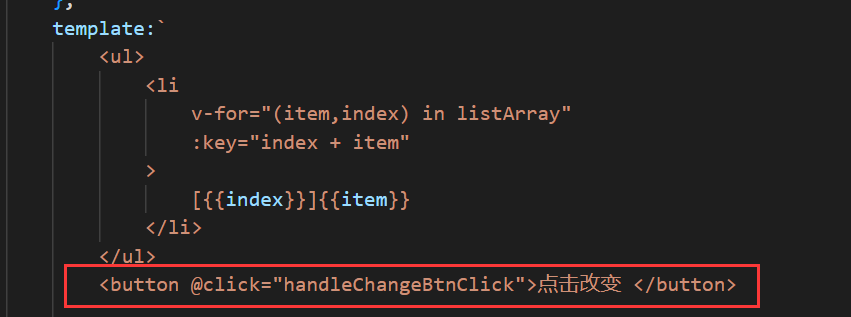 },
template:`
<ul>
<li
v-for="(item,index) in listArray"
:key="index + item"
>
[{{index}}]{{item}}
</li>
</ul>
<button @click="handleChangeBtnClick">点击改变 </button>